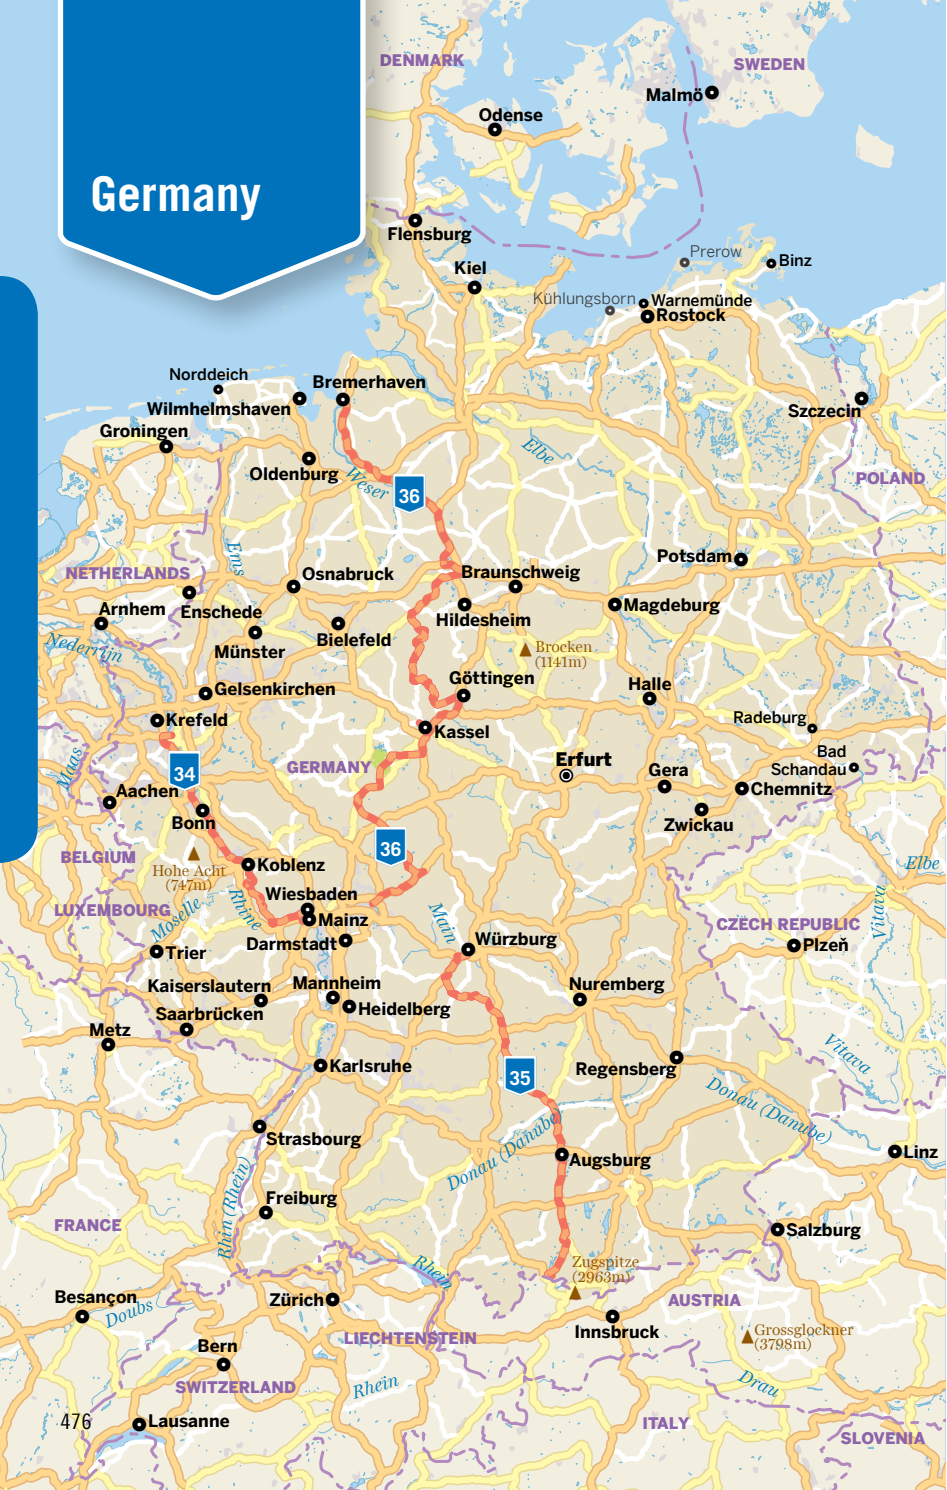 DENMARK
SWEDEN
Malmö
Odense
Germany
Flensburg
Prerow
Binz
Kiel
Kühlungsborn
Warnemünde
Rostock
Norddeich
Bremerhaven
Wilmhelmshaven
Szczecin
Groningen
Oldenburg
Elbe
Weser
36
POLAND
Ems
Potsdam
NETHERLANDS
Osnabruck
Braunschweig
Arnhem
Enschede
Magdeburg
Hildesheim
Nederrijn
Münster
Bielefeld
Brocken
(1141m)
Gelsenkirchen
Göttingen
Halle
Krefeld
Radeburg
Kassel
Maas
34
GERMANY
Erfurt
Bad
Schandau
Gera
Aachen
Chemnitz
Bonn
Zwickau
36
BELGIUM
Hohe Acht
(747m)
Koblenz
Elbe
LUXEMBOURG
Moselle
Rhine
Wiesbaden
Mainz
Main
Vltava
CZECH REPUBLIC
Darmstadt
Würzburg
Plzeň
Trier
Kaiserslautern
Mannheim
Nuremberg
Saarbrücken
Heidelberg
Metz
Karlsruhe
35
Regensberg
Vltava
Donau (Danube)
Strasbourg
Donau (Danube)
Augsburg
Linz
Rhin (Rhein)
Freiburg
FRANCE
Salzburg
Rhein
Zugspitze
(2963m)
Besançon
Doubs
Zürich
AUSTRIA
Innsbruck
Grossglockner
(3798m)
Bern
LIECHTENSTEIN
SWITZERLAND
Rhein
Drau
476
Lausanne
ITALY
SLOVENIA